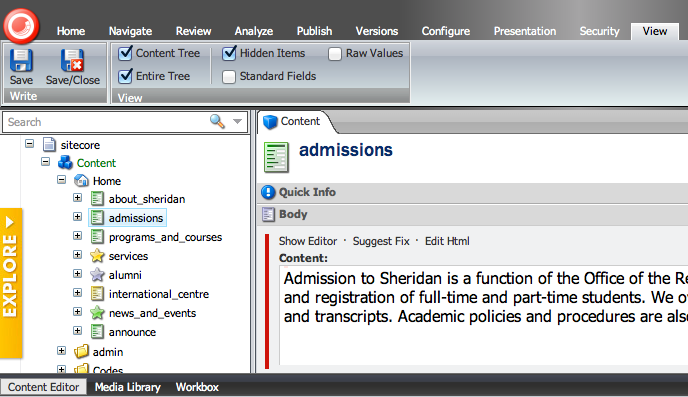 Home Navigate Review Analyze Publish Versions Configure Presentation Security View
Content Tree Hidden Items Raw Values
Entire Tree Standard Fields
Save Save/Close
Write View
Search
Content
sitecore
Content
admissions
Home
about_sheridan
Quick Info
admissions
Body
programs_and_courses
Show Editor · Suggest Fix · Edit Html
services
Content:
alumni
Admission to Sheridan is a function of the Office of the Re
international_centre
and registration of full-time and part-time students. We o
news_and_events
and transcripts. Academic policies and procedures are also
announce
admin
Codes
EXPLORE
Content Editor Media Library Workbox